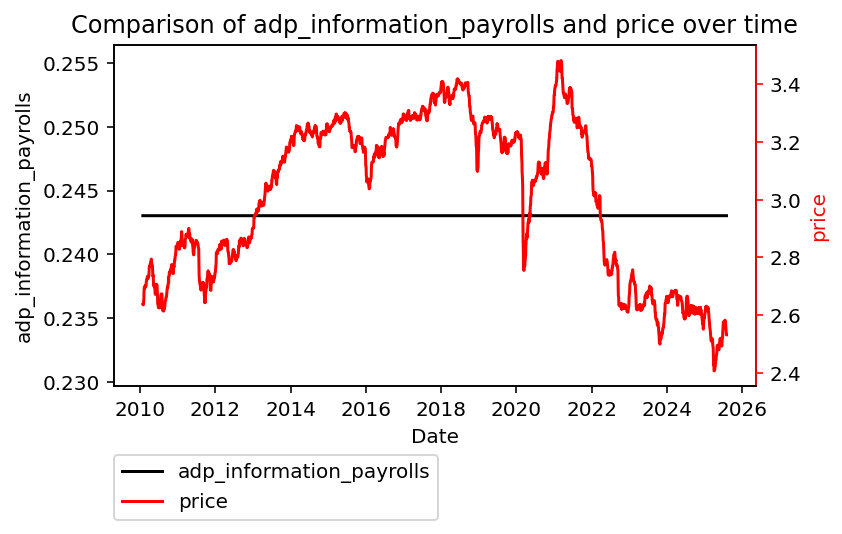 Comparison of adp_information_payrolls and price over time
adp_information_payrolls
0.255
0.250
0.245
0.240
0.235
0.230
3.4
3.2
3.0
2.8
2.6
2.4
price
2010 2012 2014 2016 2018 2020 2022 2024 2026
Date
adp_information_payrolls
price